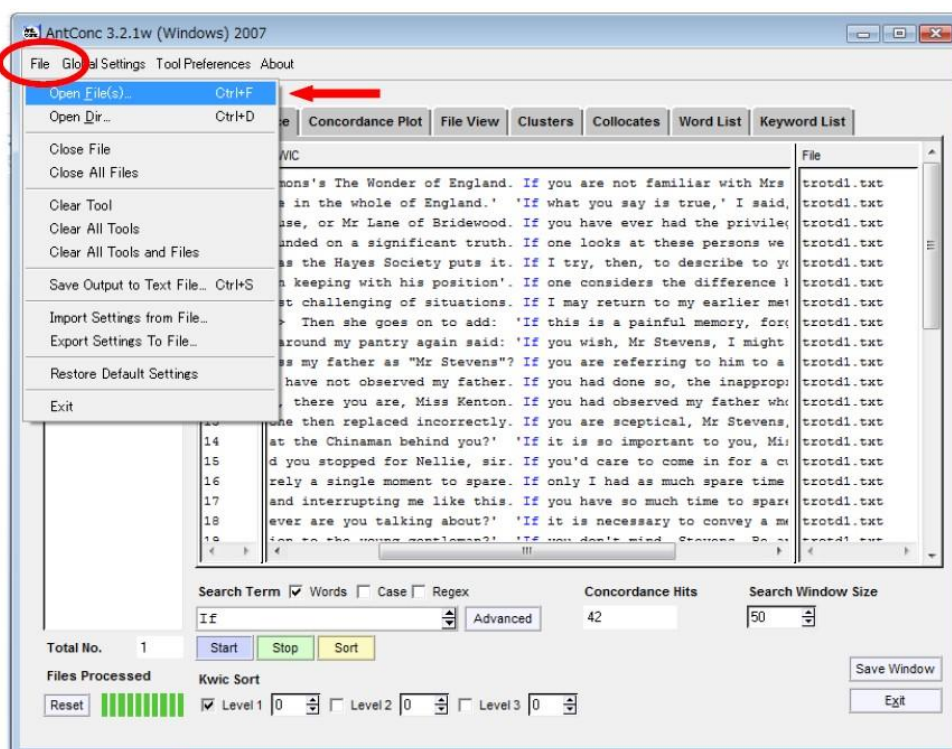 AntConc 3.2.1w (Windows) 2007
File Global Settings Tool Preferences About
Open File(s)... Ctrl+F
Open Dir... Ctrl+D
Close File
Close All Files
Clear Tool
Clear All Tools
Clear All Tools and Files
Save Output to Text File... Ctrl+S
Import Settings from File...
Export Settings To File...
Restore Default Settings
Exit
Concordance Plot File View Clusters Collocates Word List Keyword List
File
mons's The Wonder of England. If you are not familiar with Mrs trotd1.txt
e in the whole of England.' 'If what you say is true,' I said, trotd1.txt
use, or Mr Lane of Bridewood. If you have ever had the privileg trotd1.txt
unded on a significant truth. If one looks at these persons we trotd1.txt
as the Hayes Society puts it. If I try, then, to describe to yo trotd1.txt
n keeping with his position'. If one considers the difference trotd1.txt
st challenging of situations. If I may return to my earlier met trotd1.txt
> Then she goes on to add: 'If this is a painful memory, forg trotd1.txt
around my pantry again said: 'If you wish, Mr Stevens, I might trotd1.txt
ss my father as "Mr Stevens"? If you are referring to him to a trotd1.txt
have not observed my father. If you had done so, the inappropr trotd1.txt
, there you are, Miss Kenton. If you had observed my father who trotd1.txt
one then replaced incorrectly. If you are sceptical, Mr Stevens, trotd1.txt
14 at the Chinaman behind you?' 'If it is so important to you, Mis trotd1.txt
15 d you stopped for Nellie, sir. If you'd care to come in for a cu trotd1.txt
16 rely a single moment to spare. If only I had as much spare time trotd1.txt
17 and interrupting me like this. If you have so much time to spare trotd1.txt
18 ever are you talking about?' 'If it is necessary to convey a me trotd1.txt
Search Term Words Case Regex Concordance Hits Search Window Size
If Advanced 42 50
Total No. 1 Start Stop Sort
Files Processed Kwic Sort Save Window
Reset Level 1 0 Level 2 0 Level 3 0 Exit